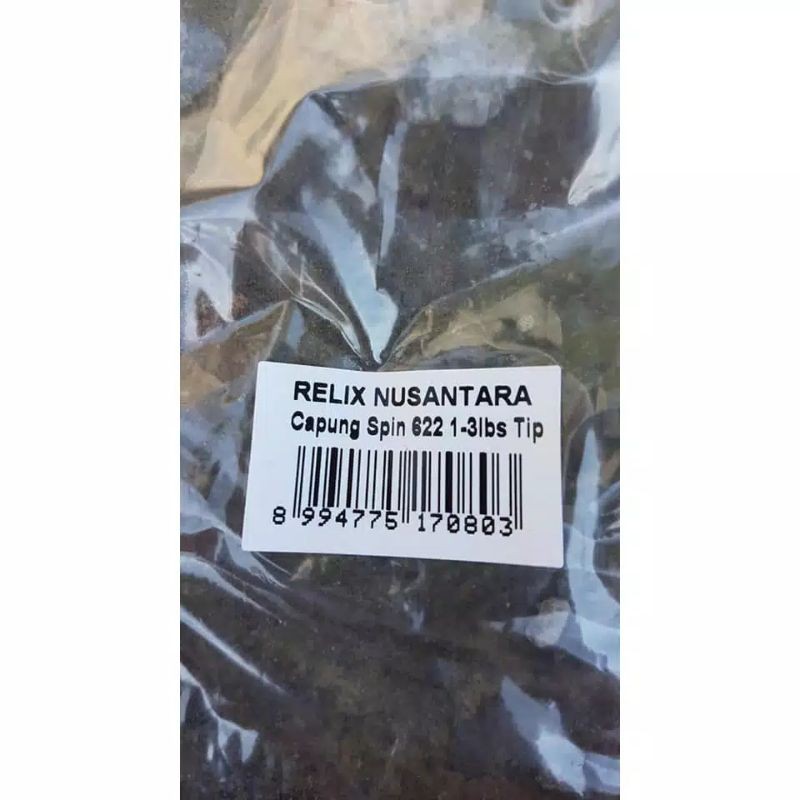 RELIX NUSANTARA
Capung Spin 622 1-3lbs Tip
8 994775 170803